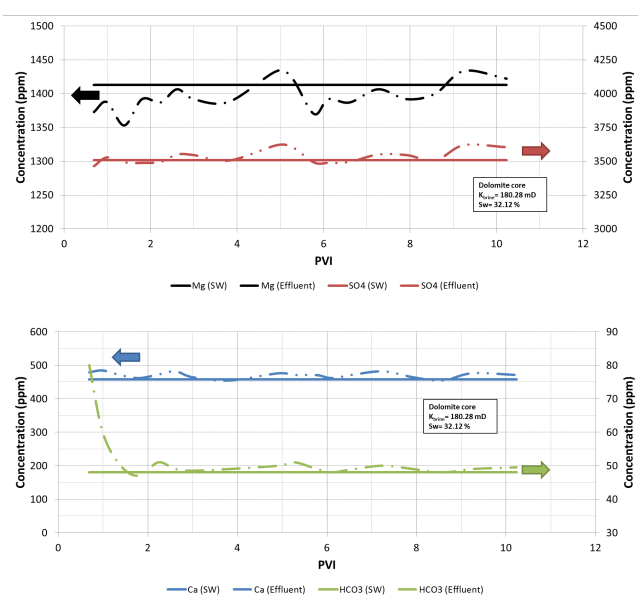 1500
1450
1400
1350
1300
1250
1200
4500
4250
4000
3750
3500
3250
3000
0 2 4 6 8 10 12
Concentration (ppm)
Concentration (ppm)
PVI
Dolomite core
Kbrine= 180.28 mD
Sw= 32.12 %
Mg (SW) Mg (Effluent) SO4 (SW) SO4 (Effluent)
600
500
400
300
200
100
0
90
80
70
60
50
40
30
0 2 4 6 8 10 12
Concentration (ppm)
Concentration (ppm)
PVI
Dolomite core
Kbrine= 180.28 mD
Sw= 32.12 %
Ca (SW) Ca (Effluent) HCO3 (SW) HCO3 (Effluent)